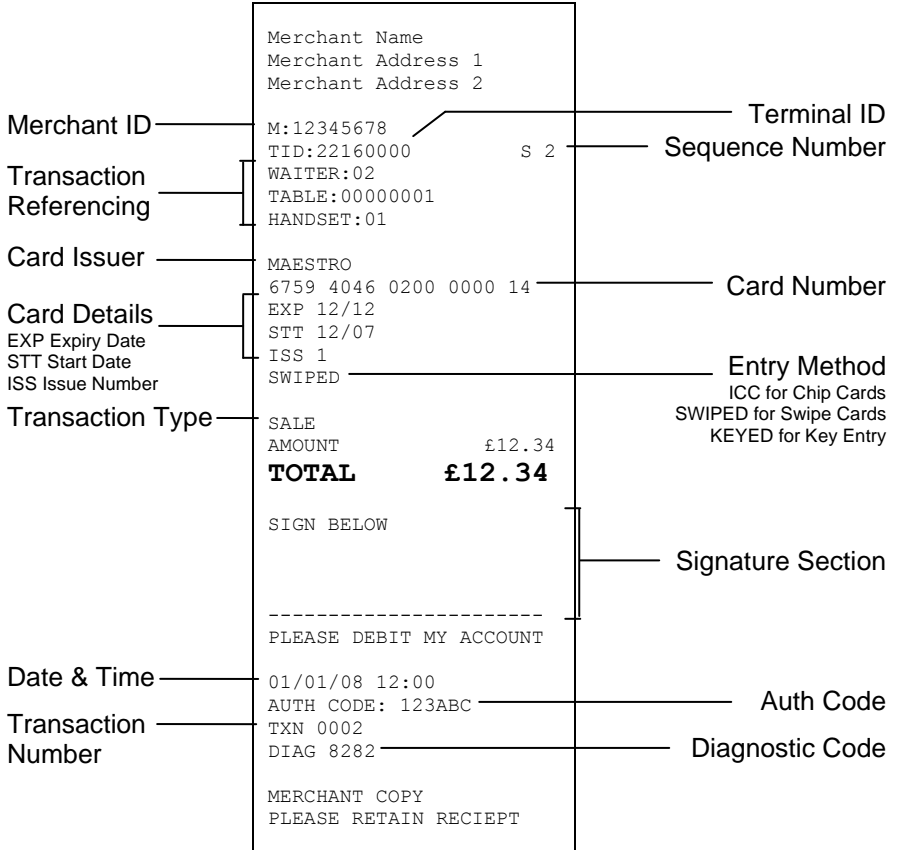 Merchant Name
Merchant Address 1
Merchant Address 2
Merchant ID
M:12345678
Terminal ID
TID:22160000 S 2
Sequence Number
Transaction
Referencing
WAITER:02
TABLE:00000001
HANDSET:01
Card Issuer
MAESTRO
6759 4046 0200 0000 14
Card Number
Card Details
EXP Expiry Date
STT Start Date
ISS Issue Number
EXP 12/12
STT 12/07
ISS 1
SWIPED
Entry Method
ICC for Chip Cards
SWIPED for Swipe Cards
KEYED for Key Entry
Transaction Type
SALE
AMOUNT £12.34
TOTAL £12.34
SIGN BELOW
Signature Section
-----------------------
PLEASE DEBIT MY ACCOUNT
Date & Time
01/01/08 12:00
AUTH CODE: 123ABC
Auth Code
Transaction
Number
TXN 0002
DIAG 8282
Diagnostic Code
MERCHANT COPY
PLEASE RETAIN RECIEPT